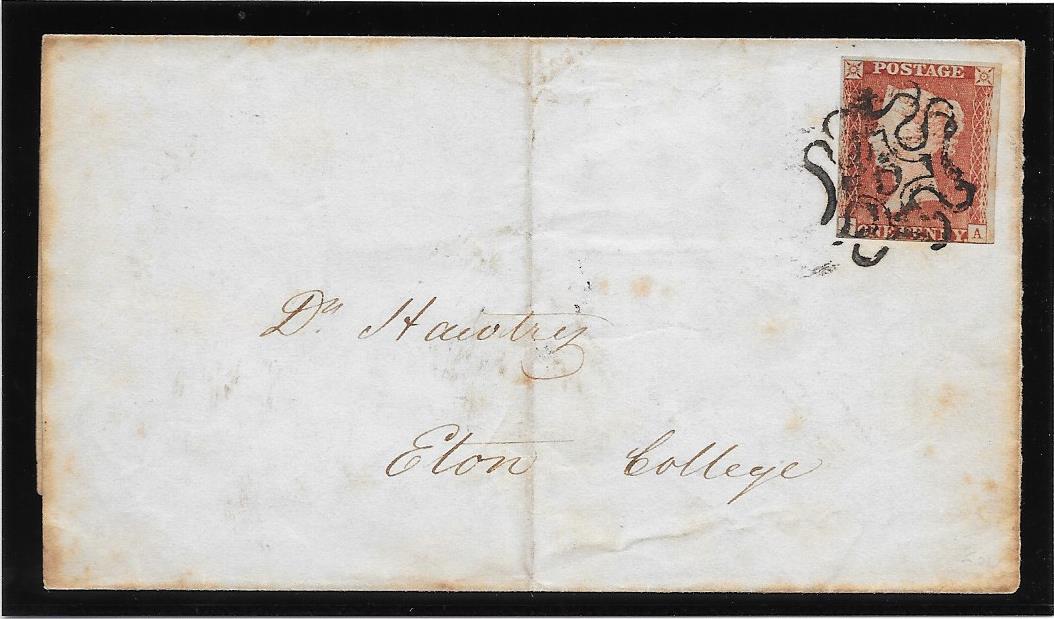 POSTAGE
A
Dr Hawtrey
Eton College